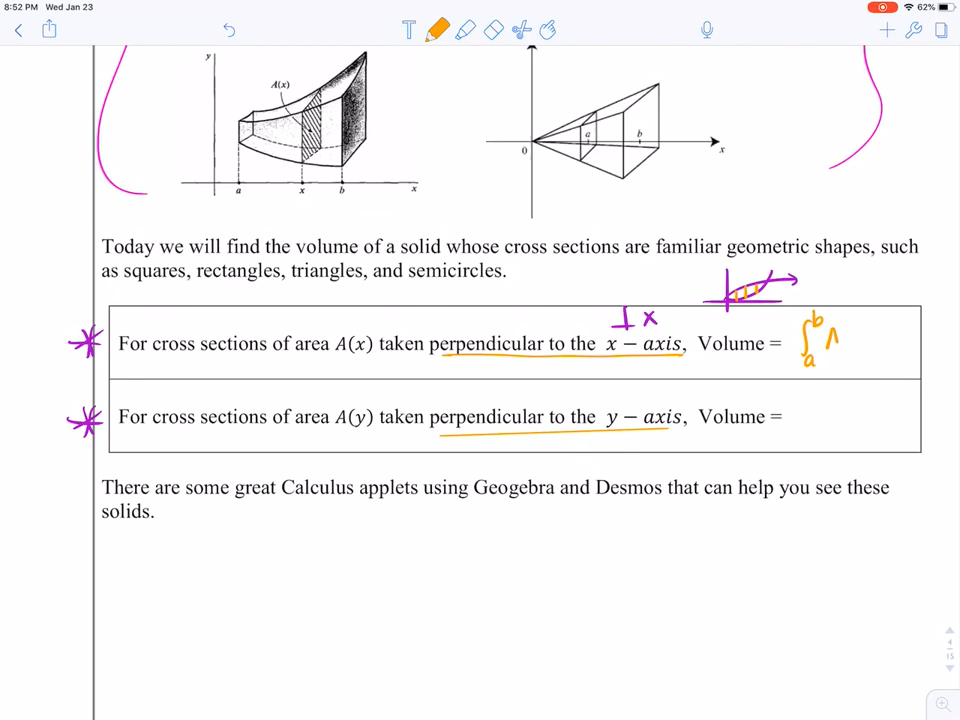 8:52 PM Wed Jan 23
62%
T
y
A(x)
a
x
b
x
0
a
b
x
Today we will find the volume of a solid whose cross sections are familiar geometric shapes, such
as squares, rectangles, triangles, and semicircles.
⊥ x
For cross sections of area A(x) taken perpendicular to the x − axis, Volume = ∫ₐᵇ
For cross sections of area A(y) taken perpendicular to the y − axis, Volume =
There are some great Calculus applets using Geogebra and Desmos that can help you see these
solids.
4
15